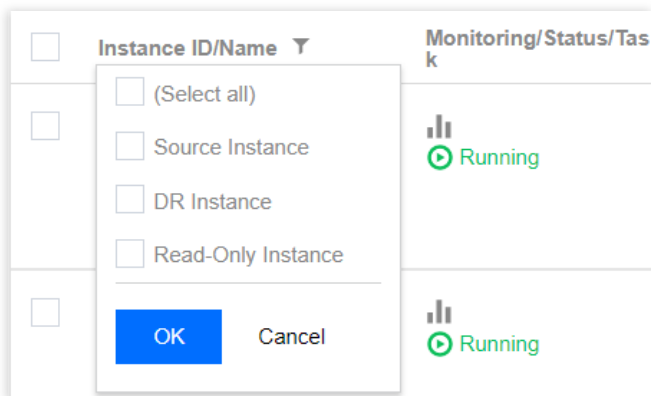 Instance ID/Name
Monitoring/Status/Tas
k
(Select all)
Source Instance
DR Instance
Read-Only Instance
OK
Cancel
Running
Running